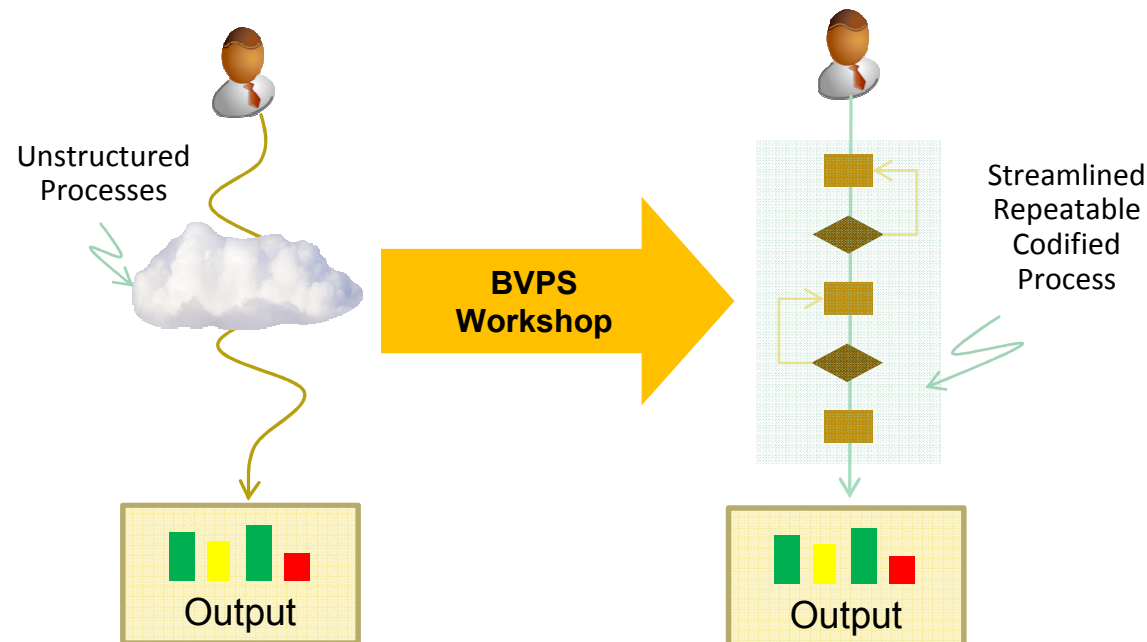 Unstructured
Processes
BVPS
Workshop
Streamlined
Repeatable
Codified
Process
Output
Output